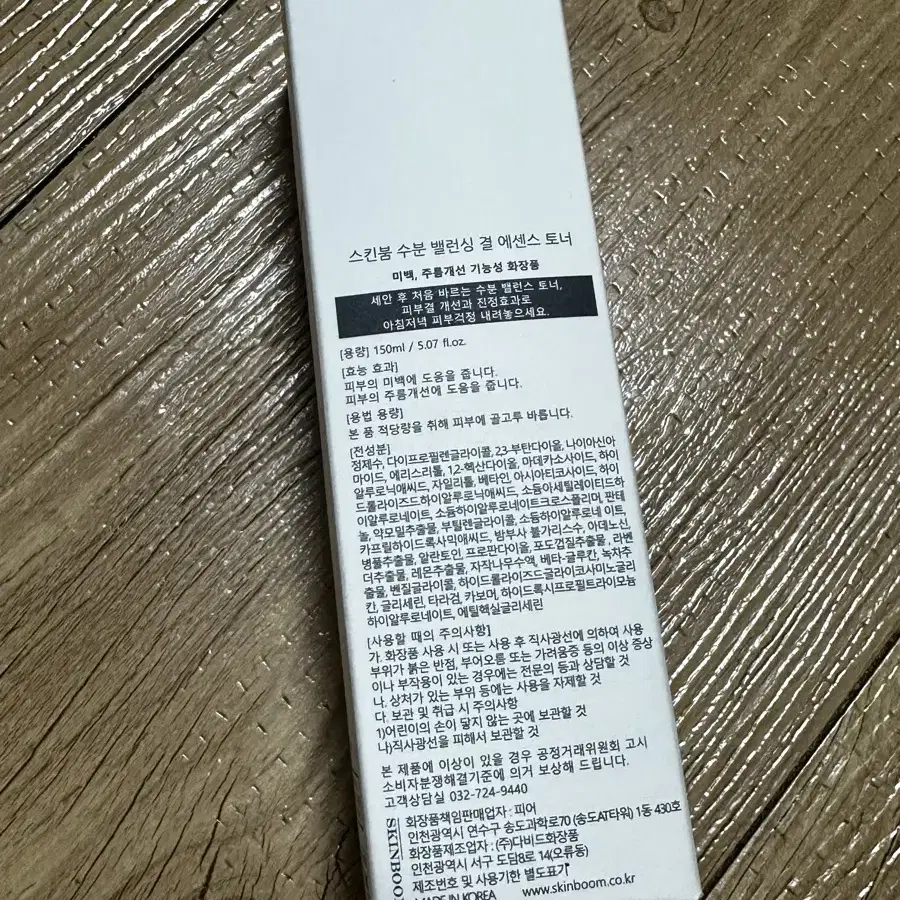 스킨붐 수분 밸런싱 결 에센스 토너
미백, 주름개선 기능성 화장품
세안 후 처음 바르는 수분 밸런스 토너,
피부결 개선과 진정효과로
아침저녁 피부걱정 내려놓으세요.
[용량] 150ml / 5.07 fl.oz.
[효능 효과]
피부의 미백에 도움을 줍니다.
피부의 주름개선에 도움을 줍니다.
[용법 용량]
본 품 적당량을 취해 피부에 골고루 바릅니다.
[전성분]
정제수, 다이프로필렌글라이콜, 2,3-부탄다이올, 나이아신아
마이드, 에리스리톨, 1,2-헥산다이올, 마데카소사이드, 하이
알루로닉애씨드, 자일리톨, 베타인, 아시아티코사이드, 하이
드롤라이즈드하이알루로닉애씨드, 소듐아세틸레이티드하
이알루로네이트, 소듐하이알루로네이트크로스폴리머, 판테
놀, 약모밀추출물, 부틸렌글라이콜, 소듐하이알루로네 이트,
카프릴하이드록사믹애씨드, 밤부사 불가리스수, 아데노신,
병풀추출물, 알란토인, 프로판다이올, 포도껍질추출물 , 라벤
더추출물, 레몬추출물, 자작나무수액, 베타-글루칸, 녹차추
출물, 벤질글라이콜, 하이드롤라이즈드글라이코사미노글리
칸, 글리세린, 타라검, 카보머, 하이드록시프로필트라이모늄
하이알루로네이트, 에틸헥실글리세린
[사용할 때의 주의사항]
가. 화장품 사용 시 또는 사용 후 직사광선에 의하여 사용
부위가 붉은 반점, 부어오름 또는 가려움증 등의 이상 증상
이나 부작용이 있는 경우에는 전문의 등과 상담할 것
나. 상처가 있는 부위 등에는 사용을 자제할 것
다. 보관 및 취급 시 주의사항
1)어린이의 손이 닿지 않는 곳에 보관할 것
나)직사광선을 피해서 보관할 것
본 제품에 이상이 있을 경우 공정거래위원회 고시
소비자분쟁해결기준에 의거 보상해 드립니다.
고객상담실 032-724-9440
화장품책임판매업자 : 피어
인천광역시 연수구 송도과학로70 (송도AT타워) 1동 430호
화장품제조업자 : (주)다비드화장품
인천광역시 서구 도담8로 14(오류동)
제조번호 및 사용기한 별도표기
MADE IN KOREA www.skinboom.co.kr
SKINBOO